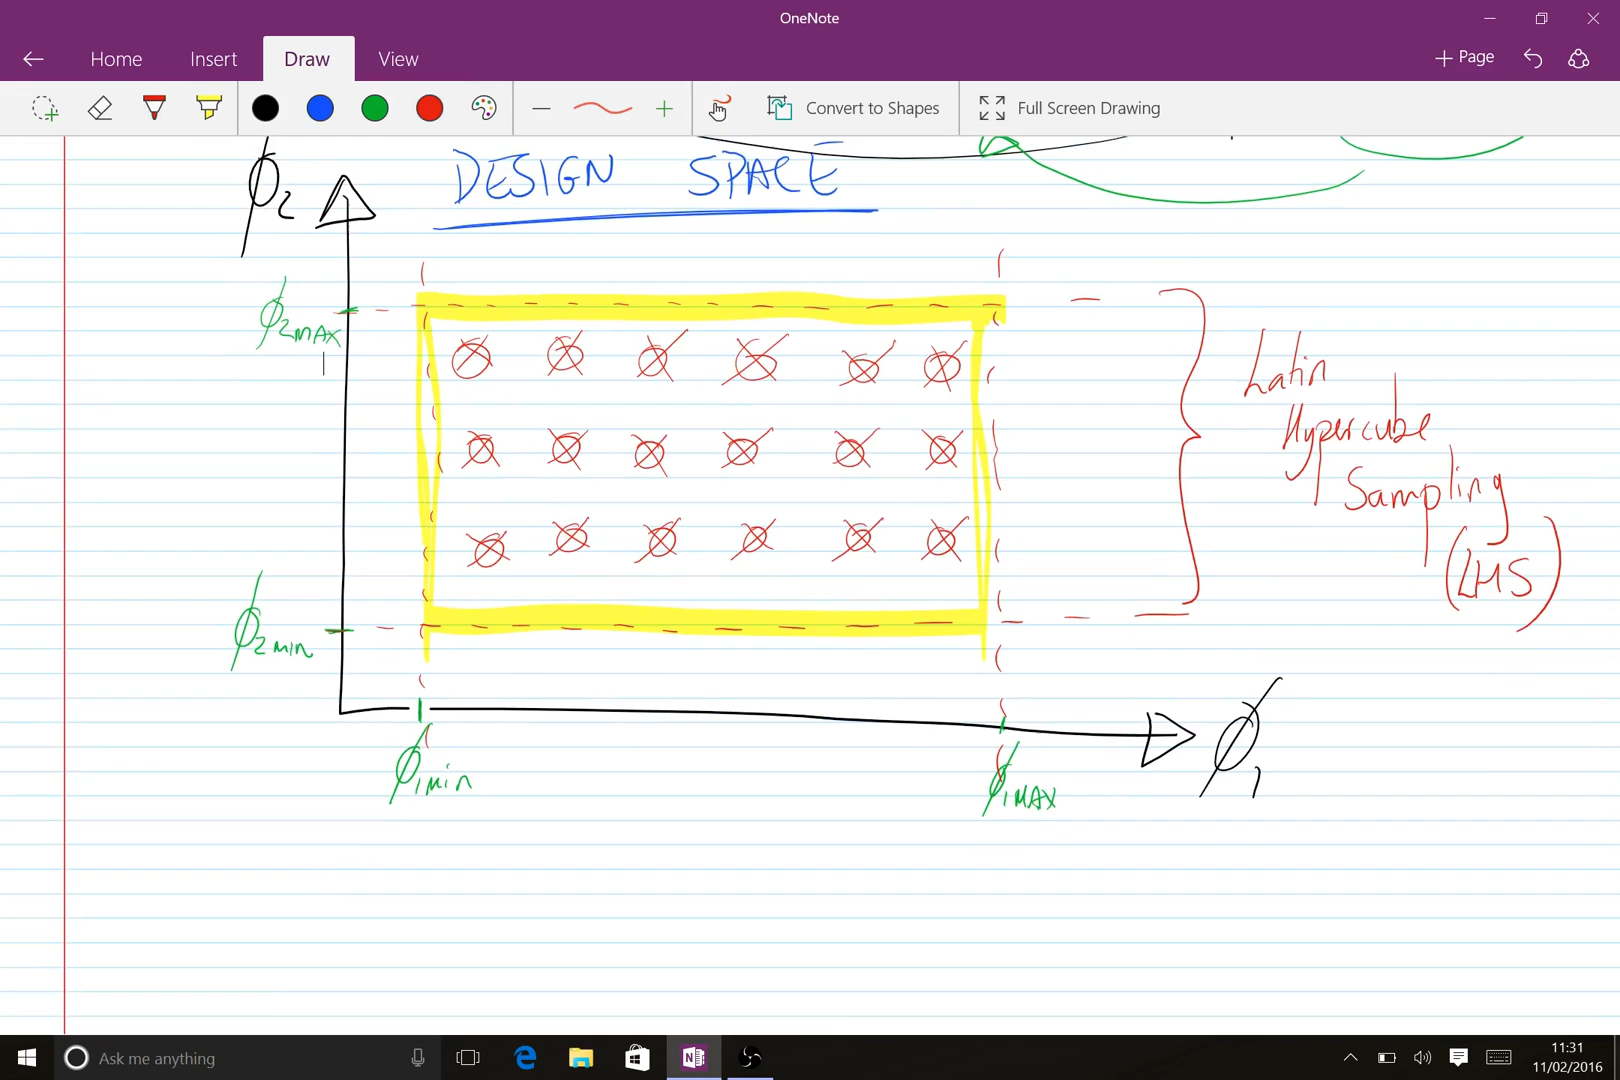 OneNote
Home Insert Draw View
Page
Convert to Shapes
Full Screen Drawing
ϕ2
DESIGN SPACE
ϕ2MAX
Latin
Hypercube
Sampling
(LHS)
ϕ2min
ϕ1
ϕ1min
ϕ1MAX
Ask me anything
11:31
11/02/2016